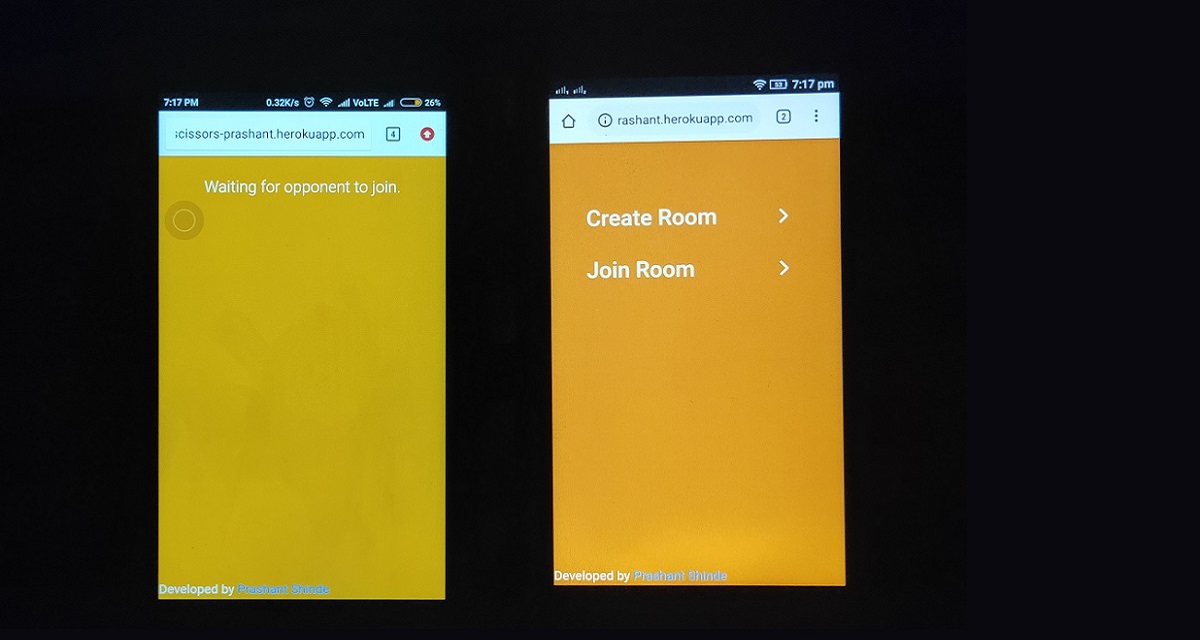 7:17 PM 0.32K/s VoLTE 26%
scissors-prashant.herokuapp.com 4
Waiting for opponent to join.
Developed by Prashant Shinde
53 7:17 pm
rashant.herokuapp.com 2
Create Room
Join Room
Developed by Prashant Shinde